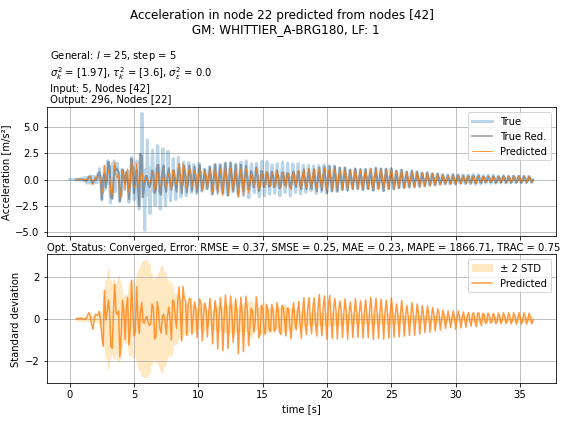 Acceleration in node 22 predicted from nodes [42]
GM: WHITTIER_A-BRG180, LF: 1
General: l = 25, step = 5
σ²ₖ = [1.97], τ²ₖ = [3.6], σ²ε = 0.0
Input: 5, Nodes [42]
Output: 296, Nodes [22]
Acceleration [m/s²]
5.0
2.5
0.0
−2.5
−5.0
True
True Red.
Predicted
Opt. Status: Converged, Error: RMSE = 0.37, SMSE = 0.25, MAE = 0.23, MAPE = 1866.71, TRAC = 0.75
Standard deviation
2
0
−2
± 2 STD
Predicted
0 5 10 15 20 25 30 35
time [s]